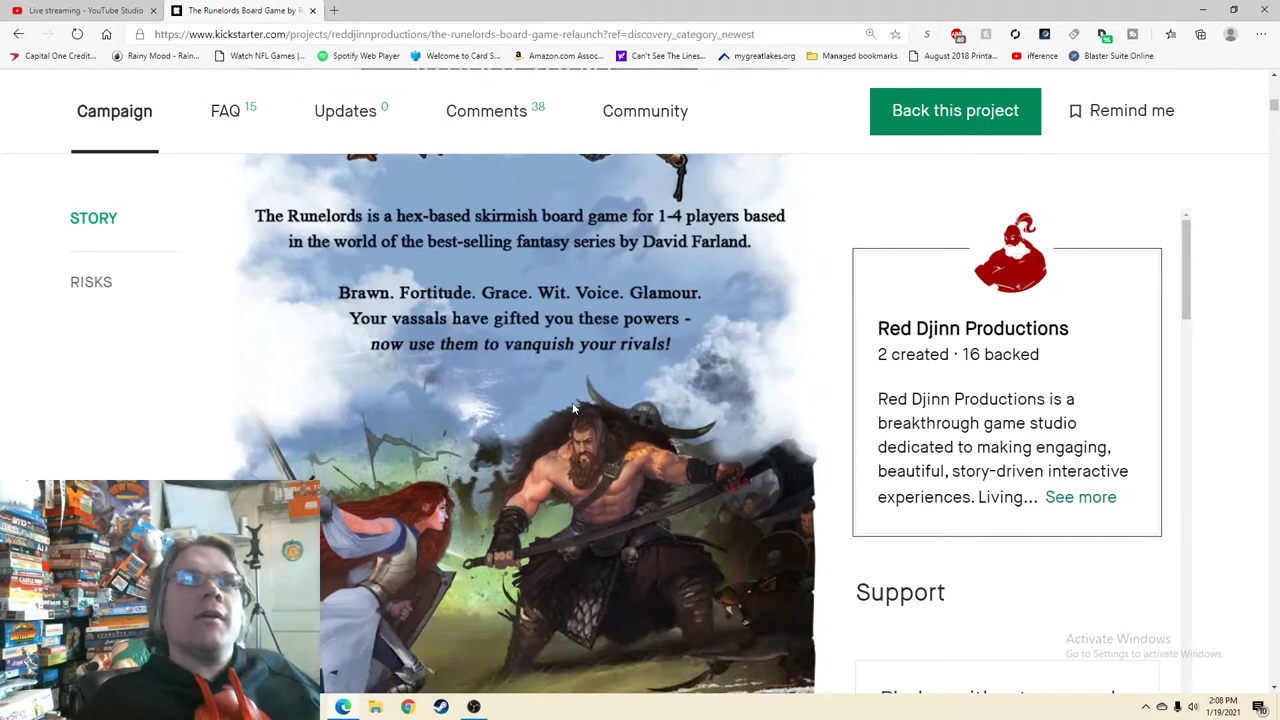 Live streaming - YouTube Studio
The Runelords Board Game by R
https://www.kickstarter.com/projects/reddjinnproductions/the-runelords-board-game-relaunch?ref=discovery_category_newest
Capital One Credit...
Rainy Mood - Rain...
Watch NFL Games |...
Spotify Web Player
Welcome to Card S...
Amazon.com Assoc...
Can't See The Lines...
mygreatlakes.org
Managed bookmarks
August 2018 Printa...
ifference
Blaster Suite Online
Campaign
FAQ 15
Updates 0
Comments 38
Community
Back this project
Remind me
STORY
RISKS
The Runelords is a hex-based skirmish board game for 1-4 players based
in the world of the best-selling fantasy series by David Farland.
Brawn. Fortitude. Grace. Wit. Voice. Glamour.
Your vassals have gifted you these powers -
now use them to vanquish your rivals!
Red Djinn Productions
2 created · 16 backed
Red Djinn Productions is a
breakthrough game studio
dedicated to making engaging,
beautiful, story-driven interactive
experiences. Living... See more
Support
Activate Windows
Go to Settings to activate Windows.
2:08 PM
1/19/2021